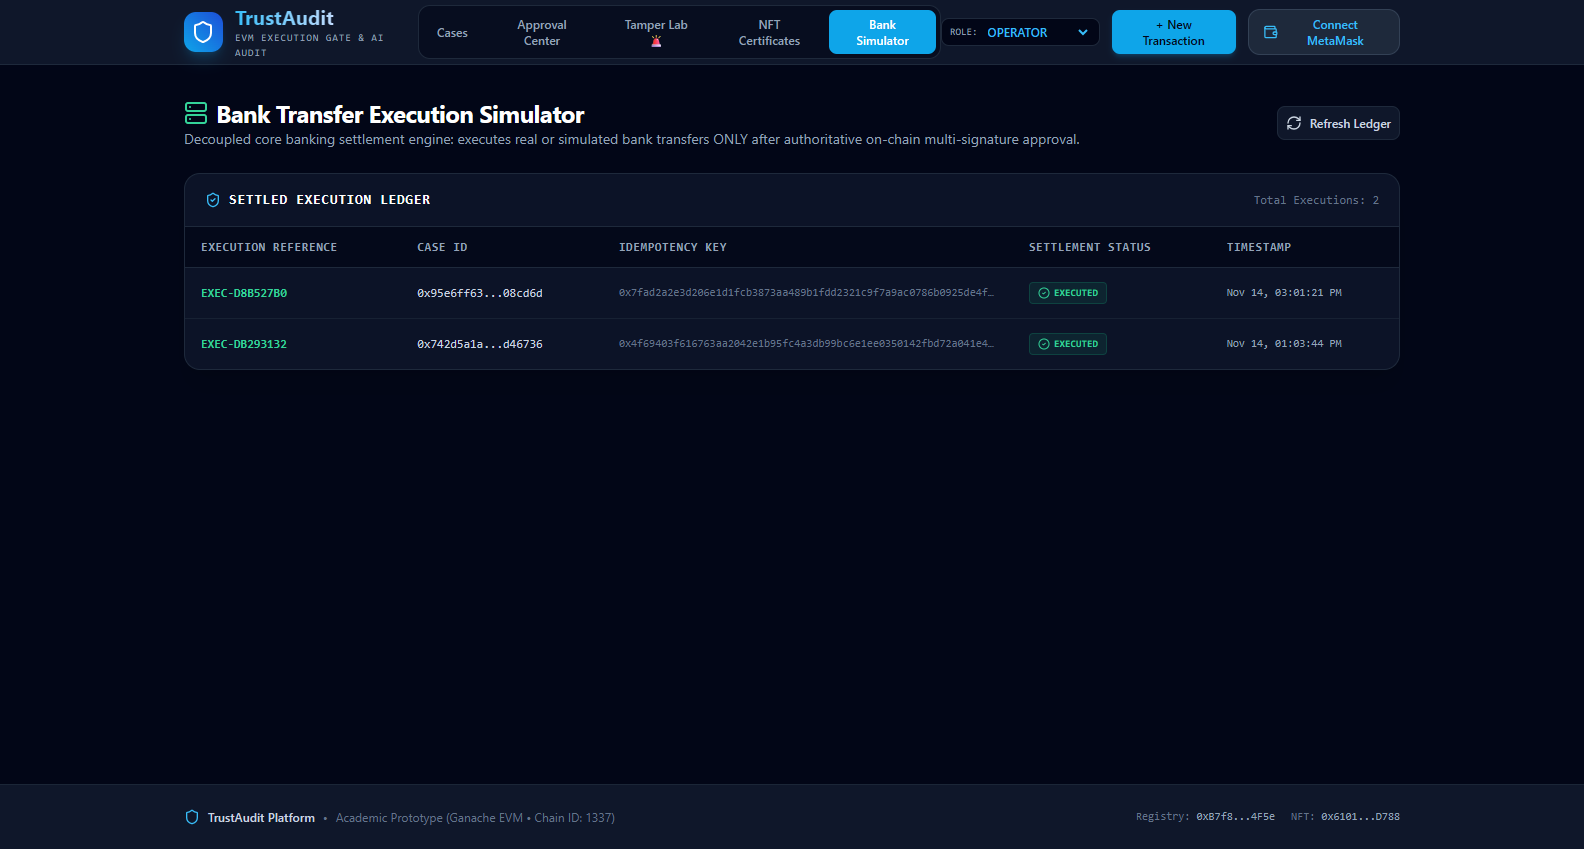 TrustAudit
EVM EXECUTION GATE & AI
AUDIT
Cases
Approval
Center
Tamper Lab
NFT
Certificates
Bank
Simulator
ROLE: OPERATOR
+ New
Transaction
Connect
MetaMask
Bank Transfer Execution Simulator
Decoupled core banking settlement engine: executes real or simulated bank transfers ONLY after authoritative on-chain multi-signature approval.
Refresh Ledger
SETTLED EXECUTION LEDGER
Total Executions: 2
EXECUTION REFERENCE CASE ID IDEMPOTENCY KEY SETTLEMENT STATUS TIMESTAMP
EXEC-D8B527B0 0x95e6ff63...08cd6d 0x7fad2a2e3d206e1d1fcb3873aa489b1fdd2321c9f7a9ac0786b0925de4f… EXECUTED Nov 14, 03:01:21 PM
EXEC-DB293132 0x742d5a1a...d46736 0x4f69403f616763aa2042e1b95fc4a3db99bc6e1ee0350142fbd72a041e4… EXECUTED Nov 14, 01:03:44 PM
TrustAudit Platform • Academic Prototype (Ganache EVM • Chain ID: 1337)
Registry: 0xB7f8...4F5e NFT: 0x6101...D788